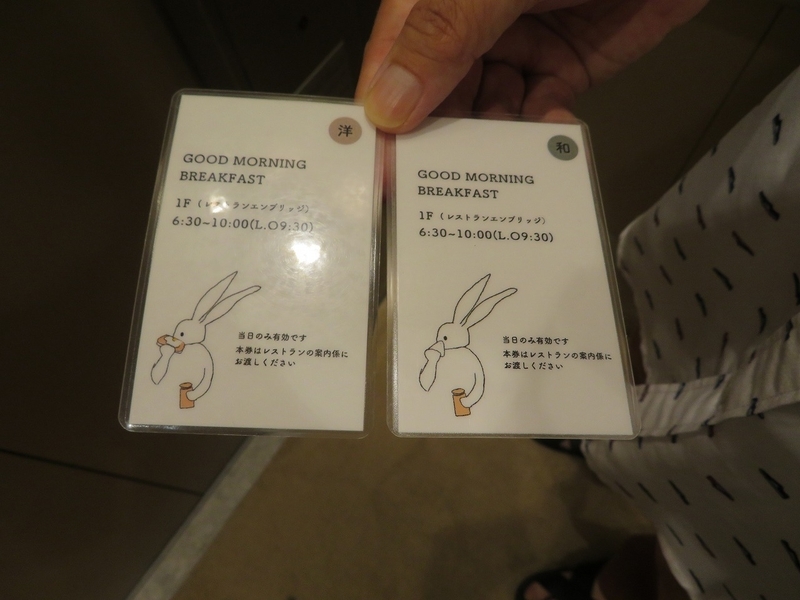 洋
GOOD MORNING
BREAKFAST
1F（レストランエンブリッジ）
6:30~10:00(L.O9:30)
当日のみ有効です
本券はレストランの案内係に
お渡しください
和
GOOD MORNING
BREAKFAST
1F（レストランエンブリッジ）
6:30~10:00(L.O9:30)
当日のみ有効です
本券はレストランの案内係に
お渡しください